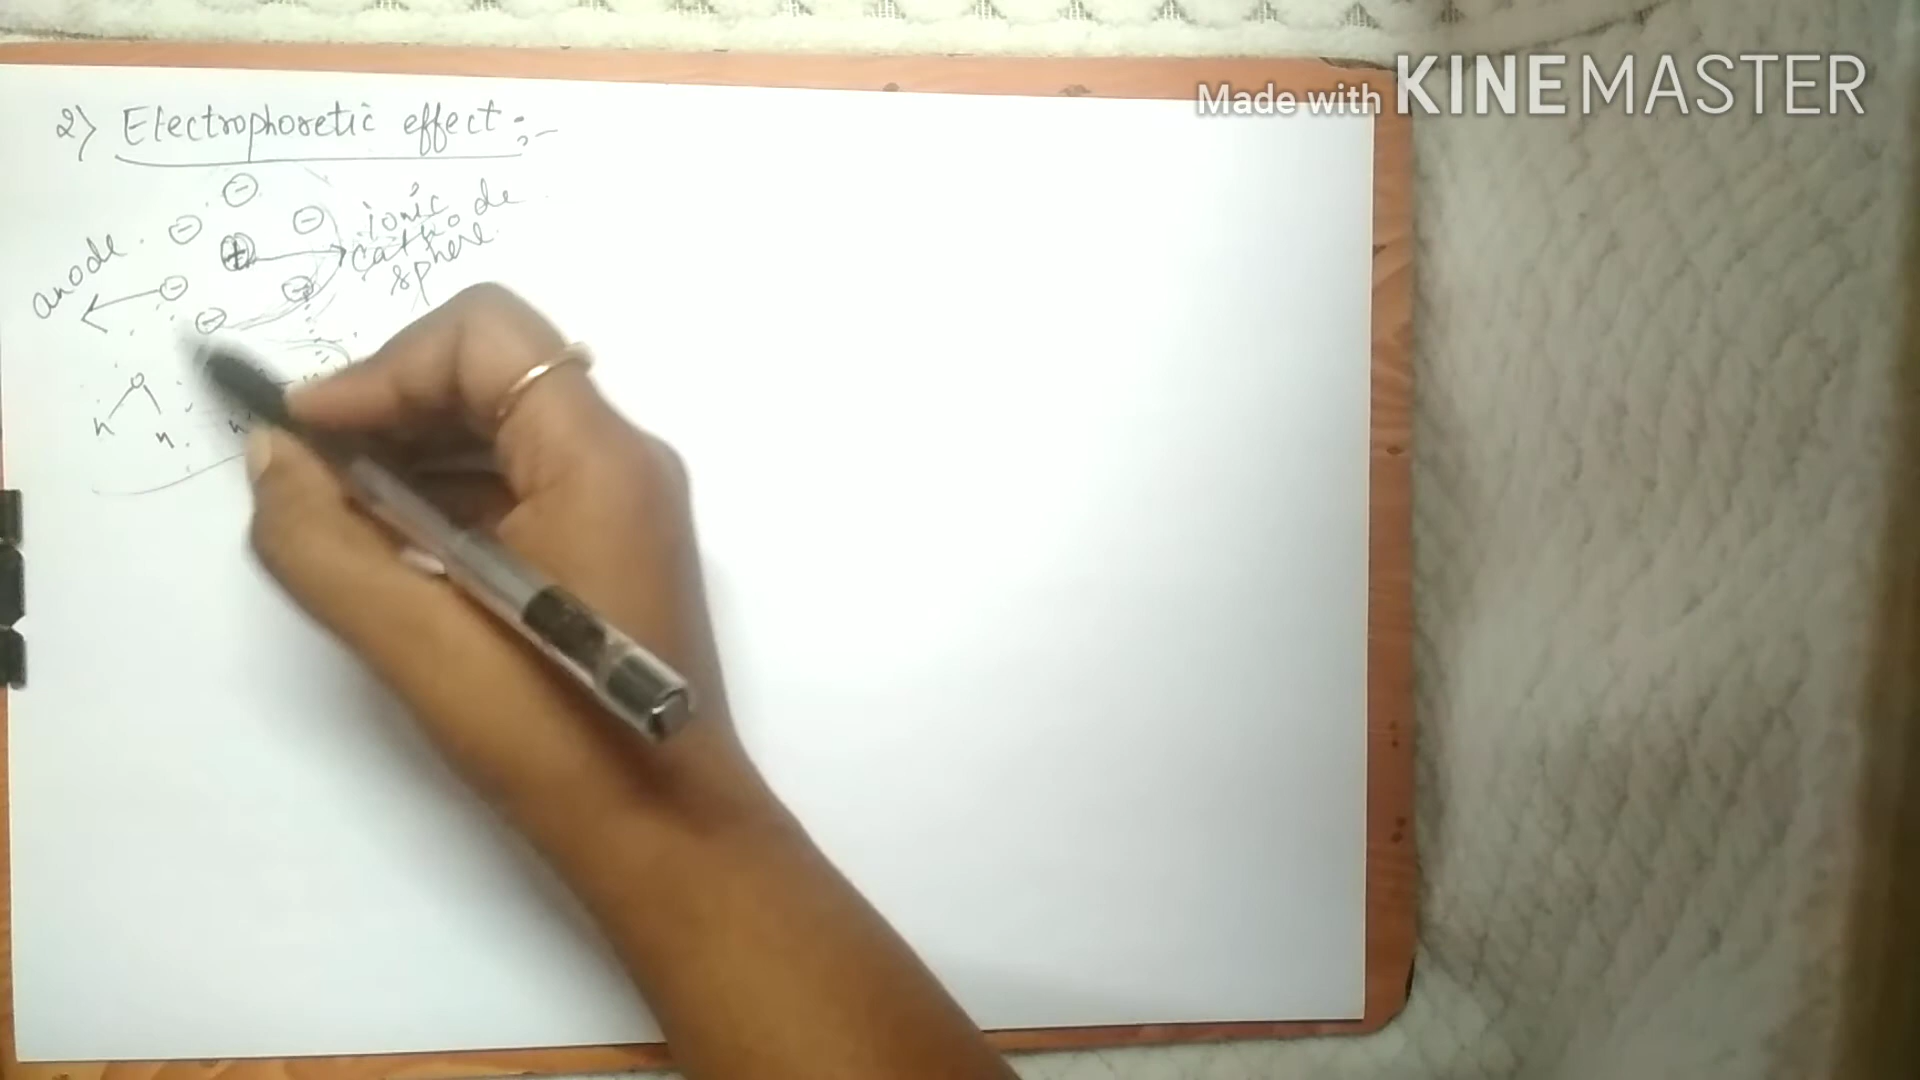 Made with KINEMASTER
2) Electrophoretic effect :-
ionic
cathode
sphere
anode
O
H H